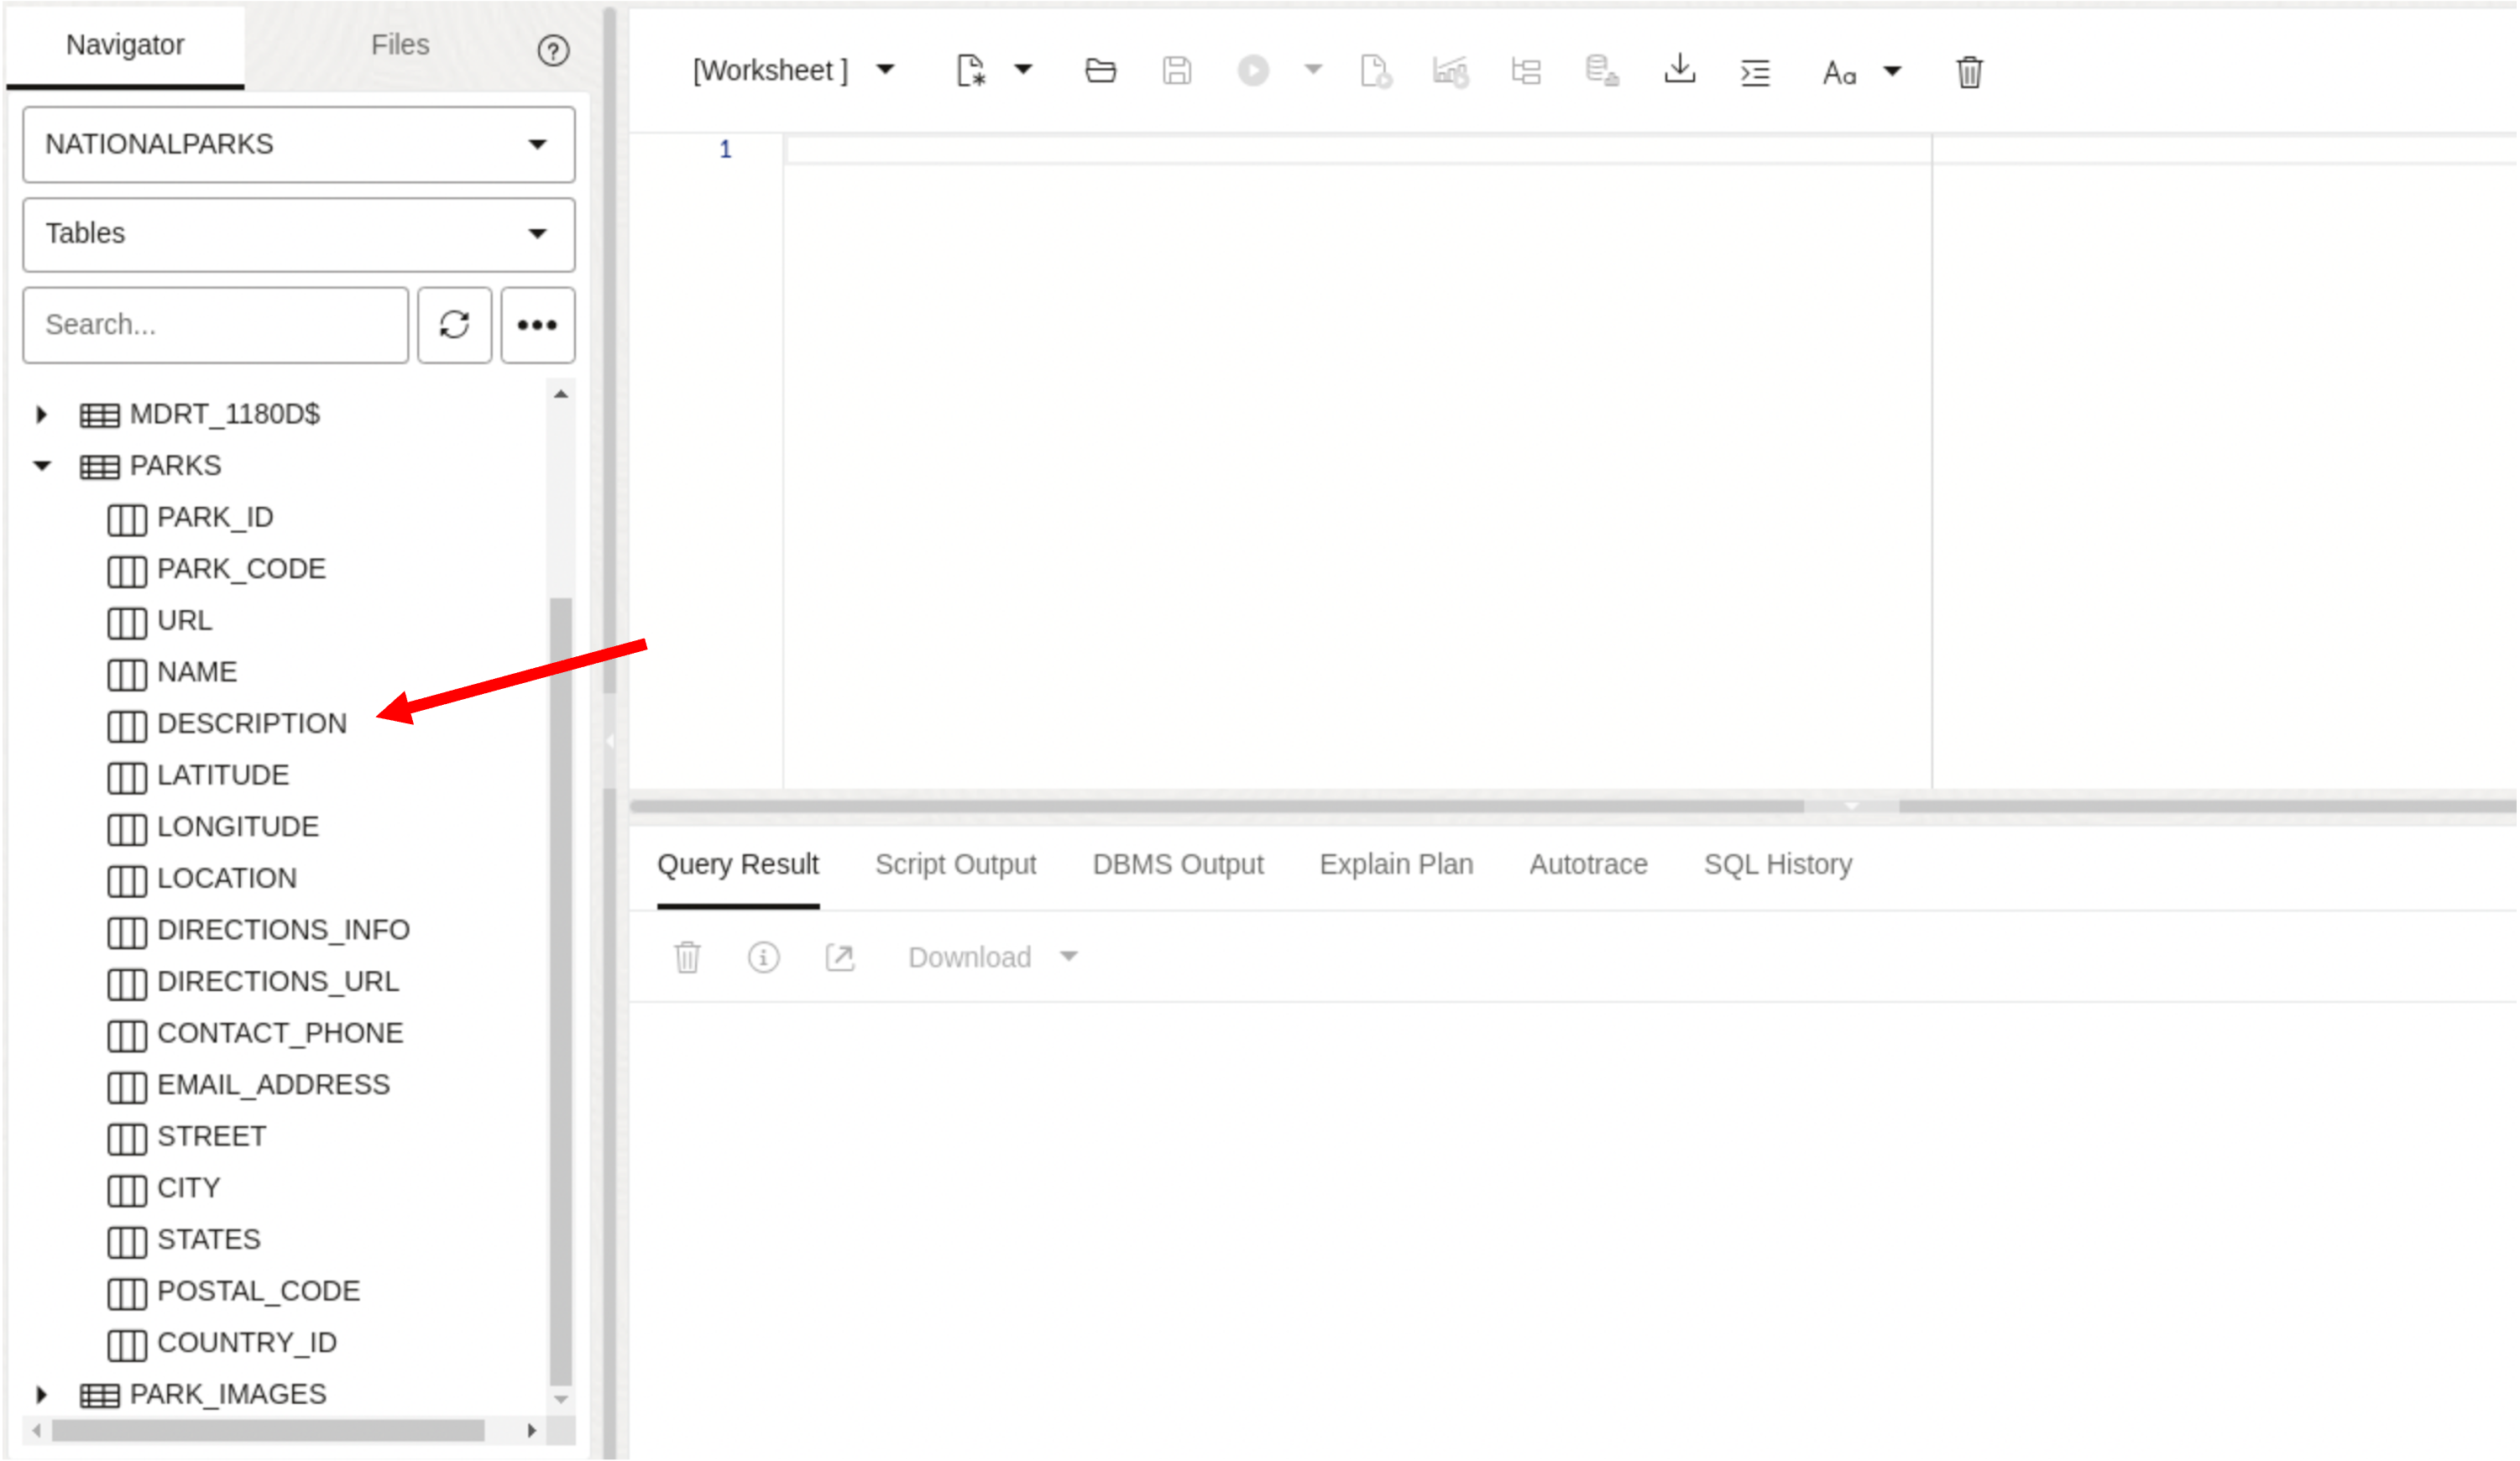 Navigator Files
[Worksheet ] Aa
NATIONALPARKS
1
Tables
Search...
MDRT_1180D$
PARKS
PARK_ID
PARK_CODE
URL
NAME
DESCRIPTION
LATITUDE
LONGITUDE
LOCATION
DIRECTIONS_INFO
DIRECTIONS_URL
CONTACT_PHONE
EMAIL_ADDRESS
STREET
CITY
STATES
POSTAL_CODE
COUNTRY_ID
PARK_IMAGES
Query Result Script Output DBMS Output Explain Plan Autotrace SQL History
Download